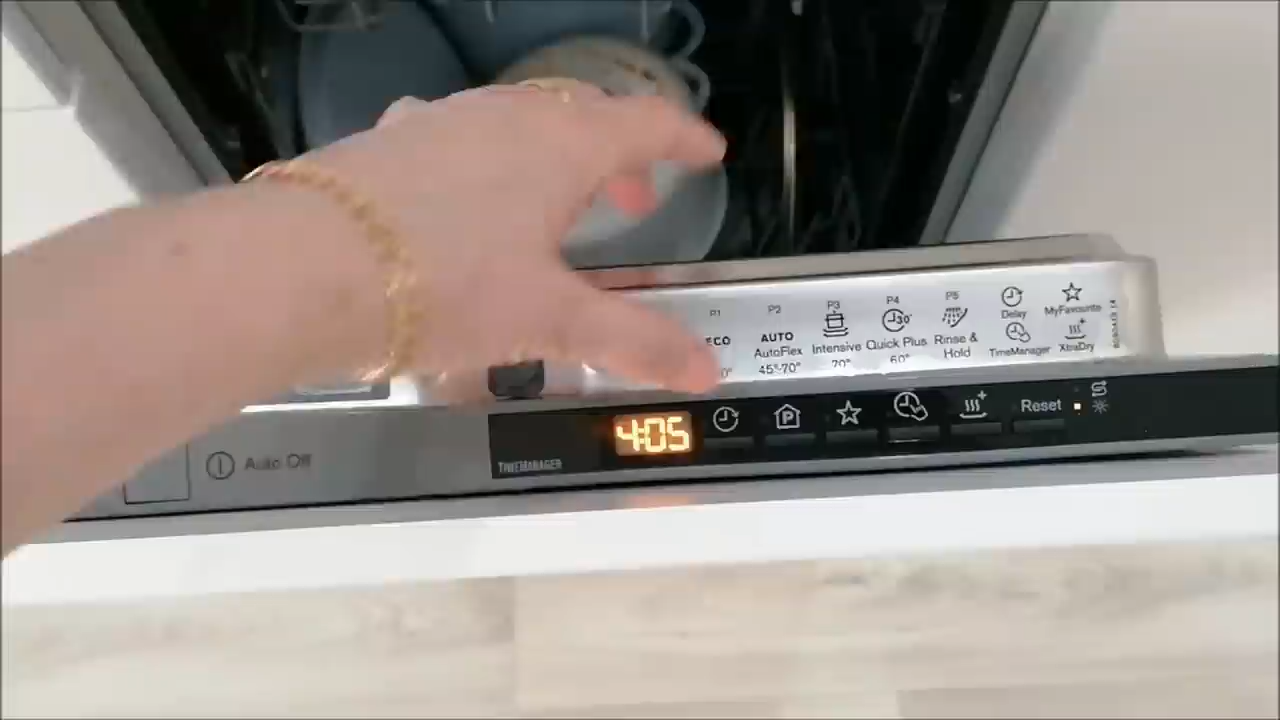 P1 P2 P3 P4 P5
ECO AUTO 30'
AutoFlex Intensive Quick Plus Rinse & Hold
45°-70° 70° 60°
Delay MyFavourite
TimeManager XtraDry
4:05 P Reset
TIMEMANAGER
Auto Off